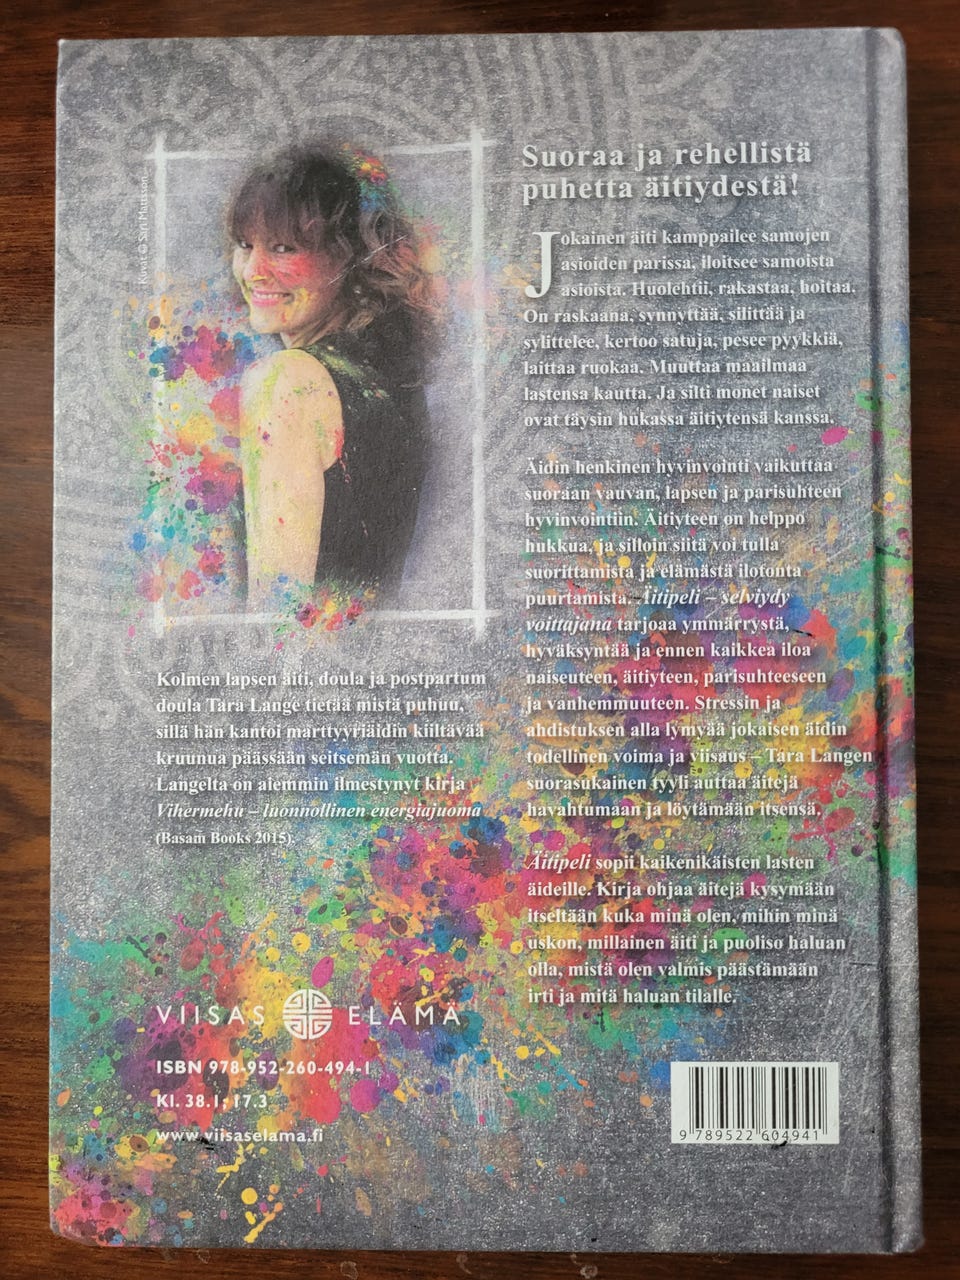 Kuvat © Sari Mattsson
Suoraa ja rehellistä
puhetta äitiydestä!
Jokainen äiti kamppailee samojen
asioiden parissa, iloitsee samoista
asioista. Huolehtii, rakastaa, hoitaa.
On raskaana, synnyttää, silittää ja
sylittelee, kertoo satuja, pesee pyykkiä,
laittaa ruokaa. Muuttaa maailmaa
lastensa kautta. Ja silti monet naiset
ovat täysin hukassa äitiytensä kanssa.
Äidin henkinen hyvinvointi vaikuttaa
suoraan vauvan, lapsen ja parisuhteen
hyvinvointiin. Äitiyteen on helppo
hukkua, ja silloin siitä voi tulla
suorittamista ja elämästä ilotonta
puurtamista. Äitipeli – selviydy
voittajana tarjoaa ymmärrystä,
hyväksyntää ja ennen kaikkea iloa
naiseuteen, äitiyteen, parisuhteeseen
ja vanhemmuuteen. Stressin ja
ahdistuksen alla lymyää jokaisen äidin
todellinen voima ja viisaus – Tara Langen
suorasukainen tyyli auttaa äitejä
havahtumaan ja löytämään itsensä.
Äitipeli sopii kaikenikäisten lasten
äideille. Kirja ohjaa äitejä kysymään
itseltään kuka minä olen, mihin minä
uskon, millainen äiti ja puoliso haluan
olla, mistä olen valmis päästämään
irti ja mitä haluan tilalle.
Kolmen lapsen äiti, doula ja postpartum
doula Tara Lange tietää mistä puhuu,
sillä hän kantoi marttyyriäidin kiiltävää
kruunua päässään seitsemän vuotta.
Langelta on aiemmin ilmestynyt kirja
Vihermehu – luonnollinen energiajuoma
(Basam Books 2015).
VIISAS ELÄMÄ
ISBN 978-952-260-494-1
Kl. 38.1; 17.3
www.viisaselama.fi
9 789522 604941